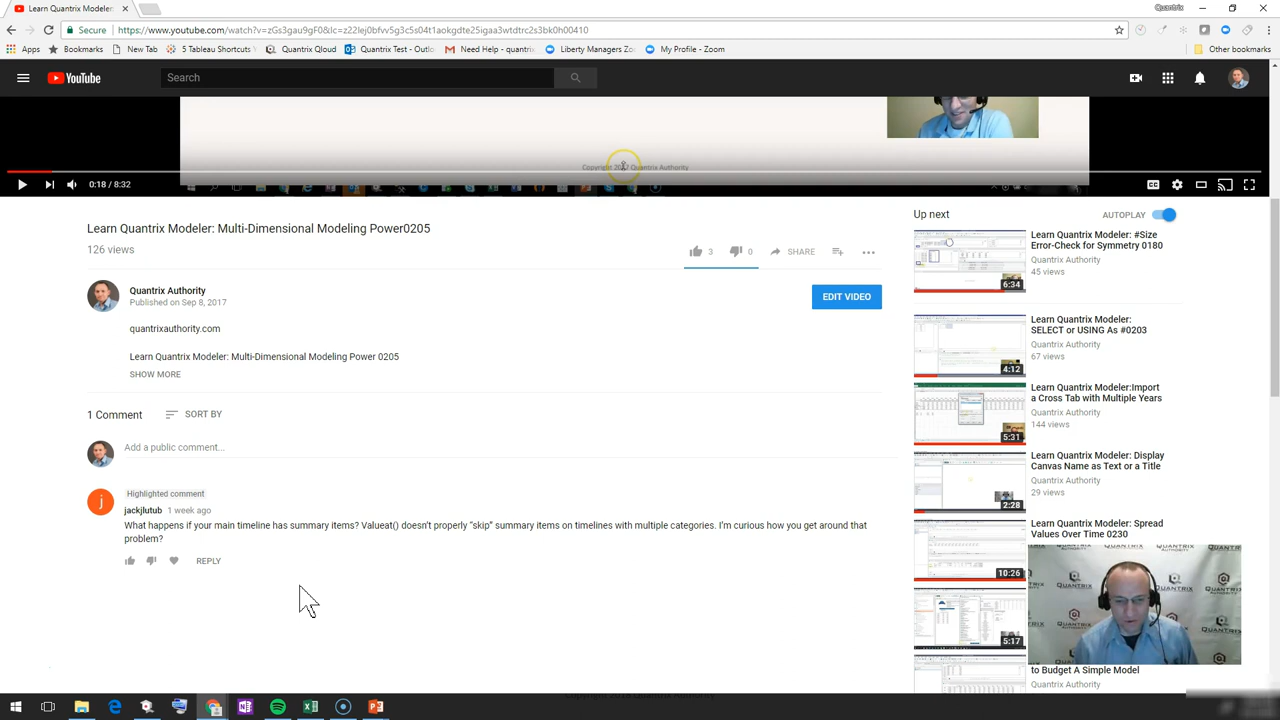 Learn Quantrix Modeler:
Quantrix
Secure
https://www.youtube.com/watch?v=zGs3gau9gF0&lc=z22lej0bfvv5g3c5s04t1aokgdte25igaa3wtdtrc2s3bk0h00410
Apps
Bookmarks
New Tab
5 Tableau Shortcuts
Quantrix Qloud
Quantrix Test - Outlo
Need Help - quantrix
Liberty Managers Zo
My Profile - Zoom
Other bookmarks
YouTube
Search
Copyright 2017 Quantrix Authority
0:18 / 8:32
CC
Learn Quantrix Modeler: Multi-Dimensional Modeling Power0205
126 views
3
0
SHARE
Quantrix Authority
Published on Sep 8, 2017
EDIT VIDEO
quantrixauthority.com
Learn Quantrix Modeler: Multi-Dimensional Modeling Power 0205
SHOW MORE
1 Comment
SORT BY
Add a public comment...
j
Highlighted comment
jackjlutub 1 week ago
What happens if your main timeline has summary items? Valueat() doesn't properly "skip" summary items on timelines with multiple categories. I'm curious how you get around that
problem?
REPLY
Up next
AUTOPLAY
Learn Quantrix Modeler: #Size
Error-Check for Symmetry 0180
Quantrix Authority
45 views
6:34
Learn Quantrix Modeler:
SELECT or USING As #0203
Quantrix Authority
67 views
4:12
Learn Quantrix Modeler:Import
a Cross Tab with Multiple Years
Quantrix Authority
144 views
5:31
Learn Quantrix Modeler: Display
Canvas Name as Text or a Title
Quantrix Authority
29 views
2:28
Learn Quantrix Modeler: Spread
Values Over Time 0230
10:26
5:17
QUANTRIX
AUTHORITY
to Budget A Simple Model
Quantrix Authority